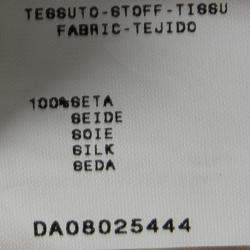 TESSUTO-STOFF-TISSU
FABRIC-TEJIDO
100%SETA
SEIDE
SOIE
SILK
SEDA
DA08025444